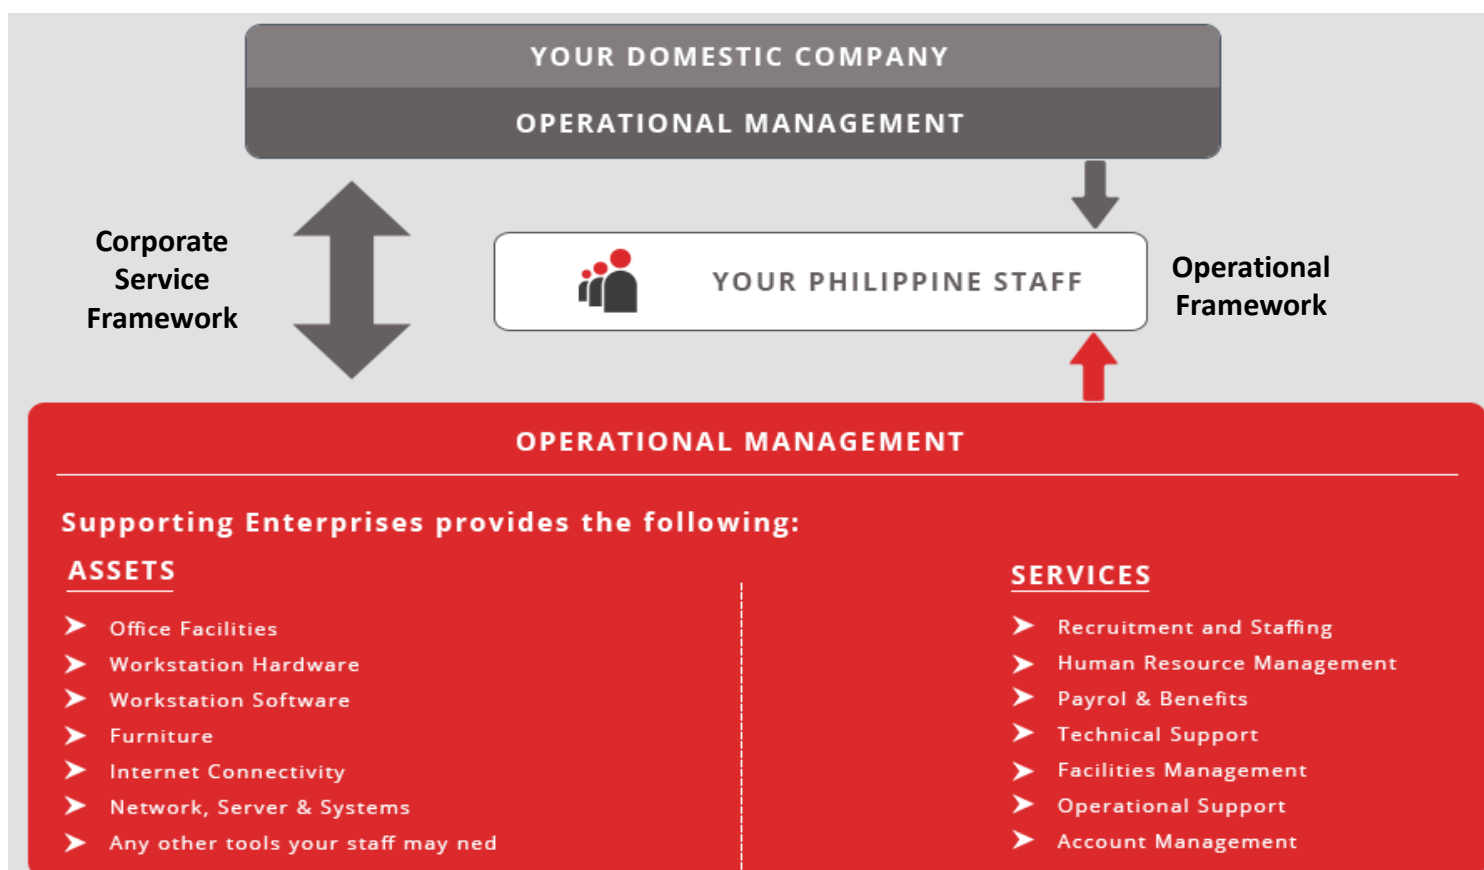 YOUR DOMESTIC COMPANY
OPERATIONAL MANAGEMENT
Corporate
Service
Framework
YOUR PHILIPPINE STAFF
Operational
Framework
OPERATIONAL MANAGEMENT
Supporting Enterprises provides the following:
ASSETS
Office Facilities
Workstation Hardware
Workstation Software
Furniture
Internet Connectivity
Network, Server & Systems
Any other tools your staff may ned
SERVICES
Recruitment and Staffing
Human Resource Management
Payrol & Benefits
Technical Support
Facilities Management
Operational Support
Account Management